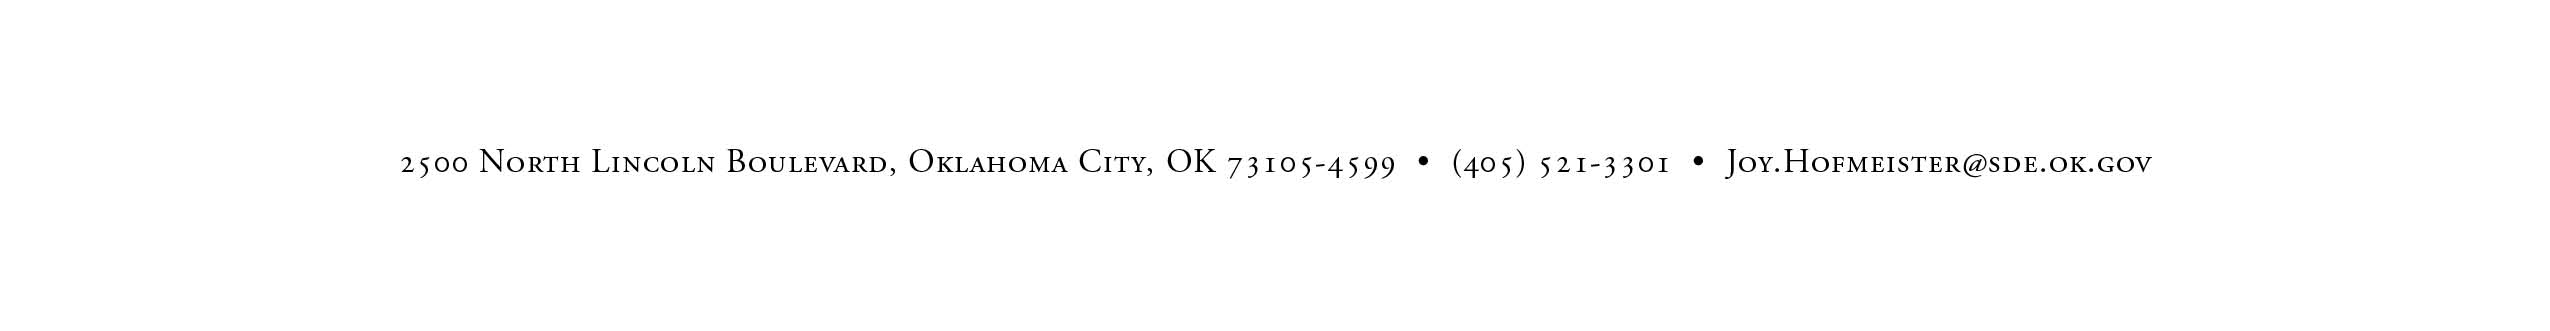 2500 North Lincoln Boulevard, Oklahoma City, OK 73105-4599 • (405) 521-3301 • Joy.Hofmeister@sde.ok.gov